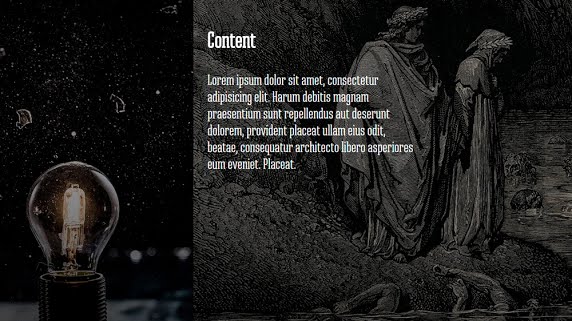 Content
Lorem ipsum dolor sit amet, consectetur
adipisicing elit. Harum debitis magnam
praesentium sunt repellendus aut deserunt
dolorem, provident placeat ullam eius odit,
beatae, consequatur architecto libero asperiores
eum eveniet. Placeat.